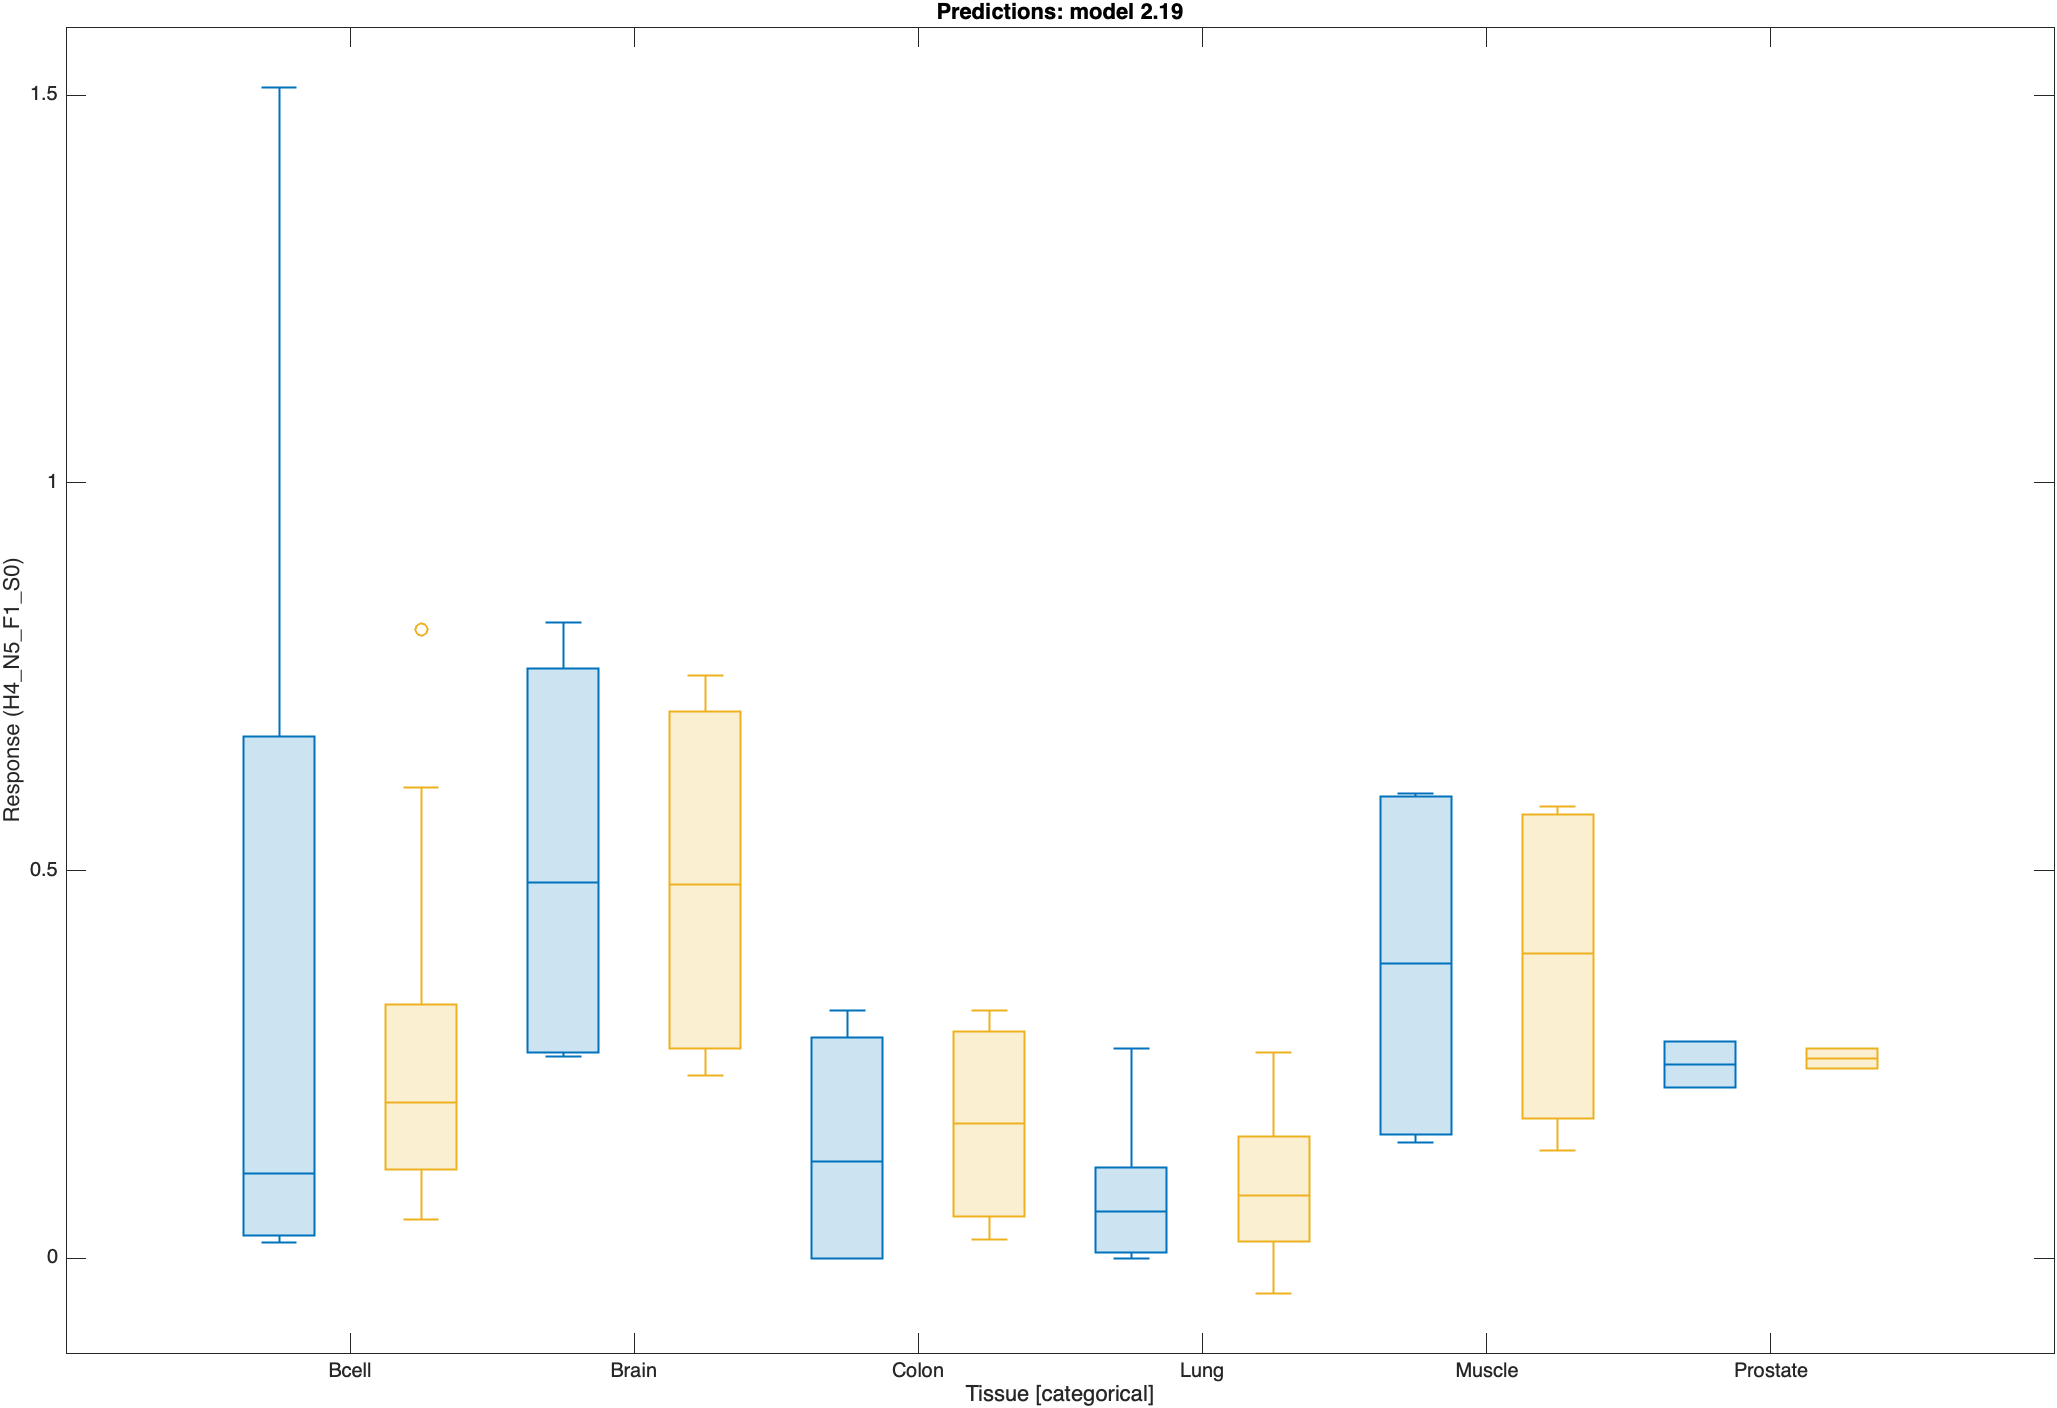 Predictions: model 2.19
1.5
1
0.5
0
Response (H4_N5_F1_S0)
Bcell
Brain
Colon
Lung
Muscle
Prostate
Tissue [categorical]